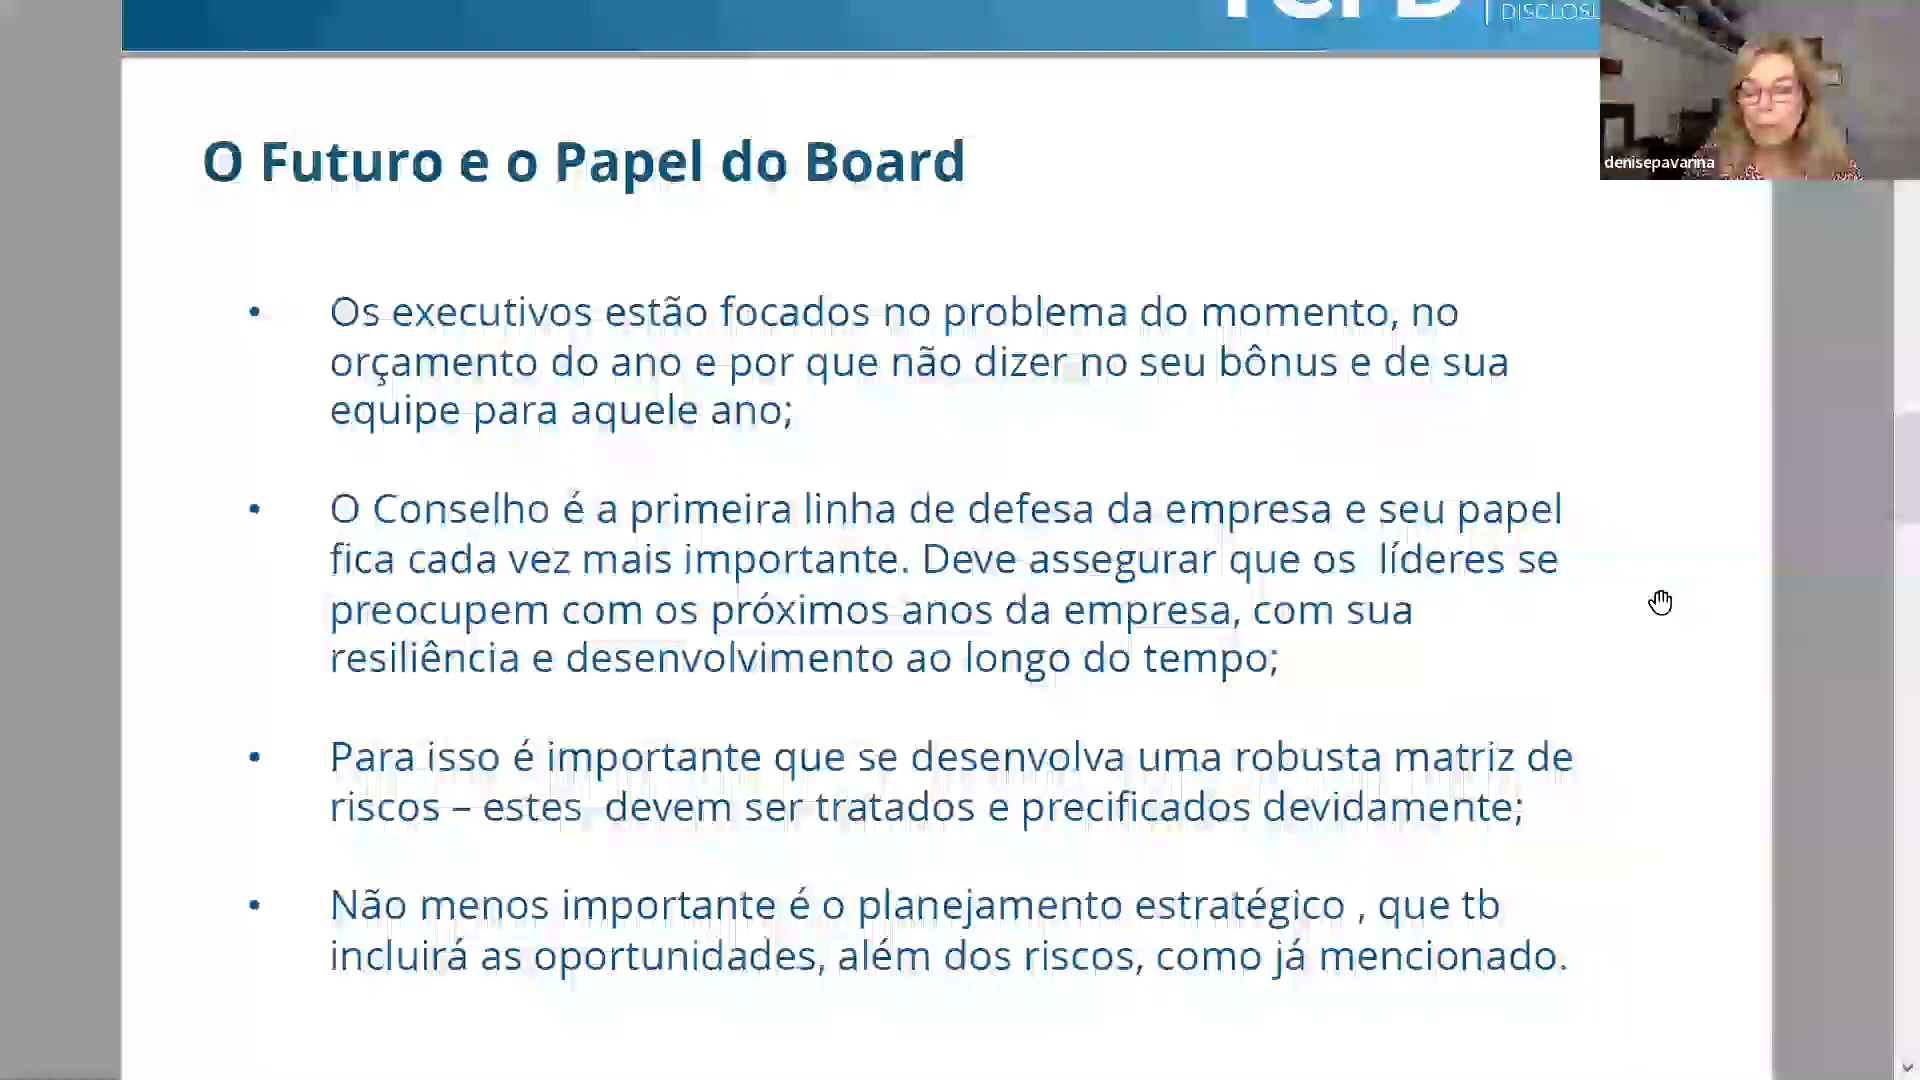 DISCLOSU
denisepavarina
O Futuro e o Papel do Board
• Os executivos estão focados no problema do momento, no
orçamento do ano e por que não dizer no seu bônus e de sua
equipe para aquele ano;
• O Conselho é a primeira linha de defesa da empresa e seu papel
fica cada vez mais importante. Deve assegurar que os  líderes se
preocupem com os próximos anos da empresa, com sua
resiliência e desenvolvimento ao longo do tempo;
• Para isso é importante que se desenvolva uma robusta matriz de
riscos – estes  devem ser tratados e precificados devidamente;
• Não menos importante é o planejamento estratégico , que tb
incluirá as oportunidades, além dos riscos, como já mencionado.